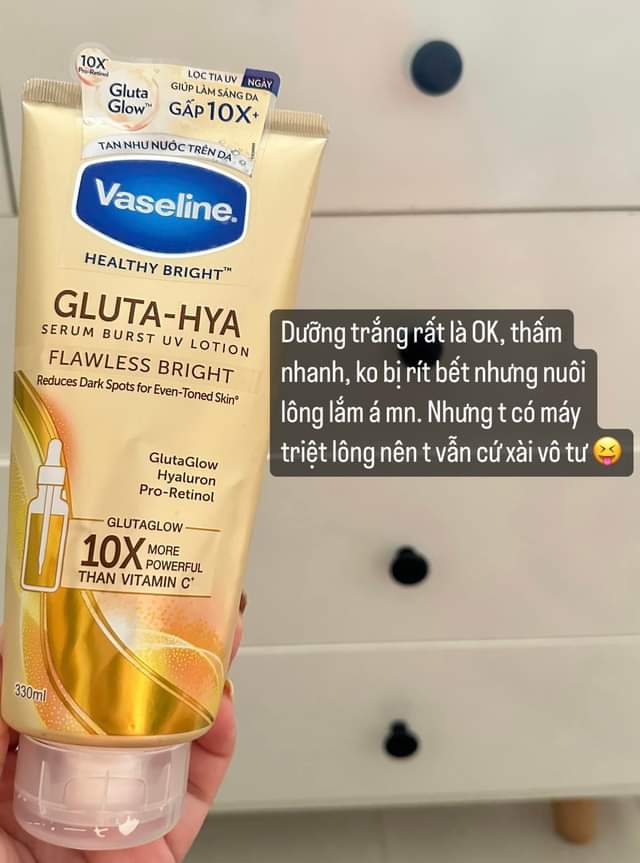 10X
Pro-Retinol
Gluta
Glow™
LỌC TIA UV NGÀY
GIÚP LÀM SÁNG DA
GẤP 10X+
TAN NHƯ NƯỚC TRÊN DA
Vaseline.
HEALTHY BRIGHT™
GLUTA-HYA
SERUM BURST UV LOTION
FLAWLESS BRIGHT
Reduces Dark Spots for Even-Toned Skin°
GlutaGlow
Hyaluron
Pro-Retinol
GLUTAGLOW
10X MORE
POWERFUL
THAN VITAMIN C*
330ml
Dưỡng trắng rất là OK, thấm
nhanh, ko bị rít bết nhưng nuôi
lông lắm á mn. Nhưng t có máy
triệt lông nên t vẫn cứ xài vô tư 😝